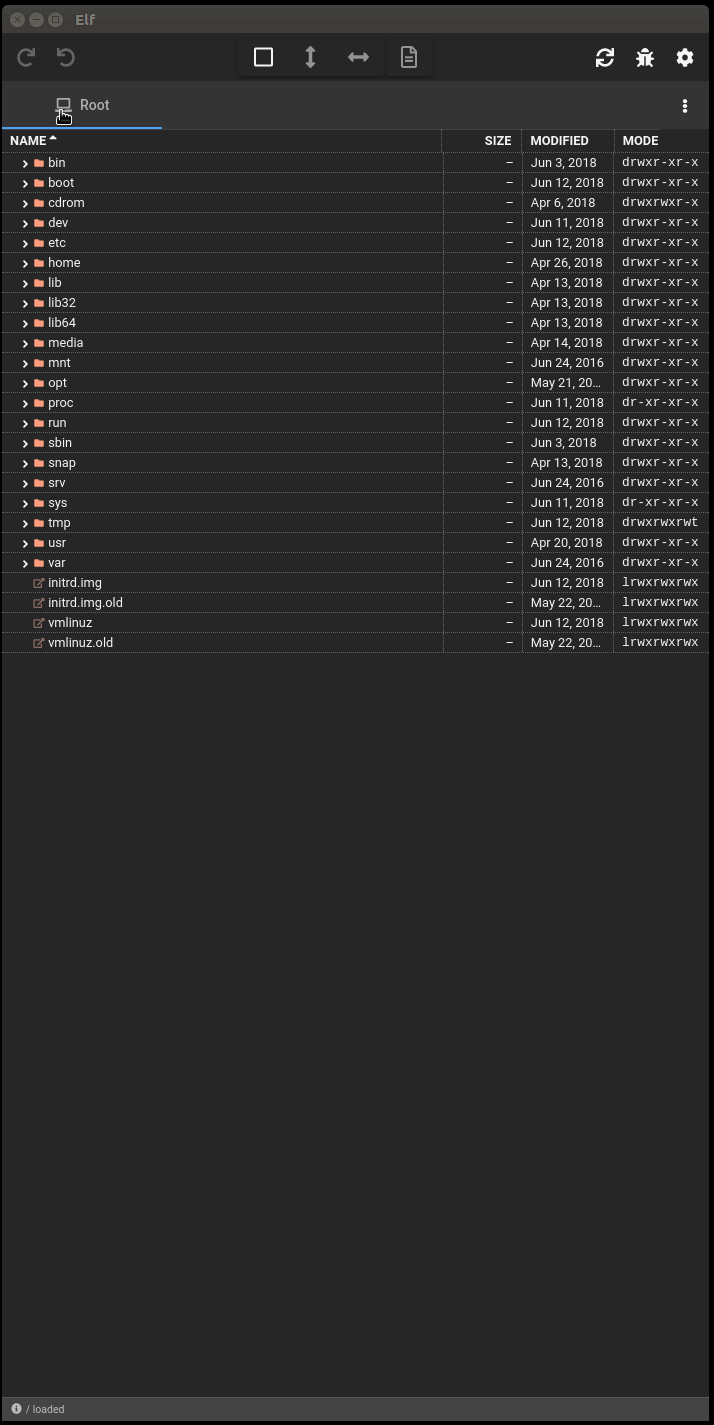 Elf
Root
NAME SIZE MODIFIED MODE
bin – Jun 3, 2018 drwxr-xr-x
boot – Jun 12, 2018 drwxr-xr-x
cdrom – Apr 6, 2018 drwxrwxr-x
dev – Jun 11, 2018 drwxr-xr-x
etc – Jun 12, 2018 drwxr-xr-x
home – Apr 26, 2018 drwxr-xr-x
lib – Apr 13, 2018 drwxr-xr-x
lib32 – Apr 13, 2018 drwxr-xr-x
lib64 – Apr 13, 2018 drwxr-xr-x
media – Apr 14, 2018 drwxr-xr-x
mnt – Jun 24, 2016 drwxr-xr-x
opt – May 21, 20... drwxr-xr-x
proc – Jun 11, 2018 dr-xr-xr-x
run – Jun 12, 2018 drwxr-xr-x
sbin – Jun 3, 2018 drwxr-xr-x
snap – Apr 13, 2018 drwxr-xr-x
srv – Jun 24, 2016 drwxr-xr-x
sys – Jun 11, 2018 dr-xr-xr-x
tmp – Jun 12, 2018 drwxrwxrwt
usr – Apr 20, 2018 drwxr-xr-x
var – Jun 24, 2016 drwxr-xr-x
initrd.img – Jun 12, 2018 lrwxrwxrwx
initrd.img.old – May 22, 20... lrwxrwxrwx
vmlinuz – Jun 12, 2018 lrwxrwxrwx
vmlinuz.old – May 22, 20... lrwxrwxrwx
/ loaded